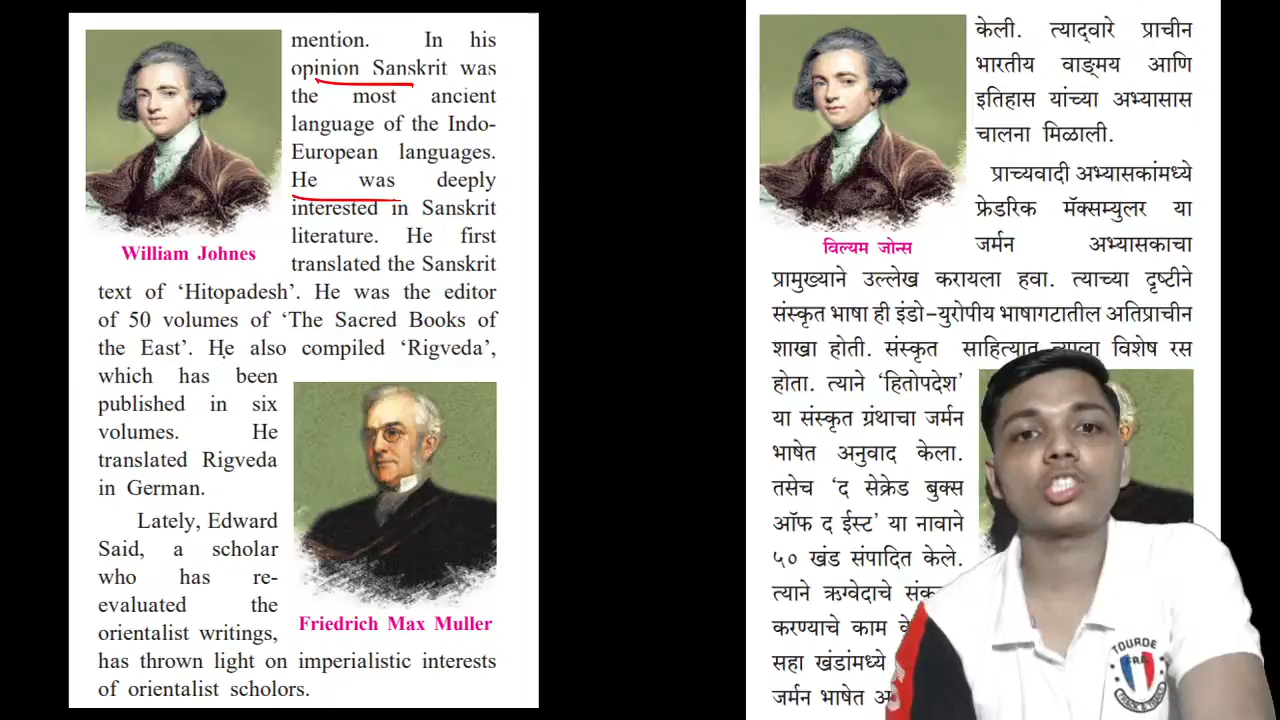 mention. In his
opinion Sanskrit was
the most ancient
language of the Indo-
European languages.
He was deeply
interested in Sanskrit
literature. He first
translated the Sanskrit
William Johnes
text of ‘Hitopadesh’. He was the editor
of 50 volumes of ‘The Sacred Books of
the East’. He also compiled ‘Rigveda’,
which has been
published in six
volumes. He
translated Rigveda
in German.
Lately, Edward
Said, a scholar
who has re-
evaluated the
orientalist writings,
Friedrich Max Muller
has thrown light on imperialistic interests
of orientalist scholars.
केली. त्याद्वारे प्राचीन
भारतीय वाङ्मय आणि
इतिहास यांच्या अभ्यासास
चालना मिळाली.
प्राच्यवादी अभ्यासकांमध्ये
फ्रेडरिक मॅक्सम्युलर या
जर्मन अभ्यासकाचा
विल्यम जोन्स
प्रामुख्याने उल्लेख करायला हवा. त्याच्या दृष्टीने
संस्कृत भाषा ही इंडो-युरोपीय भाषागटातील अतिप्राचीन
शाखा होती. संस्कृत साहित्यात त्याला विशेष रस
होता. त्याने ‘हितोपदेश’
या संस्कृत ग्रंथाचा जर्मन
भाषेत अनुवाद केला.
तसेच ‘द सेक्रेड बुक्स
ऑफ द ईस्ट’ या नावाने
५० खंड संपादित केले.
त्याने ऋग्वेदाचे
करण्याचे काम
सहा खंडांमध्ये
जर्मन भाषेत
TOURDE
FRA